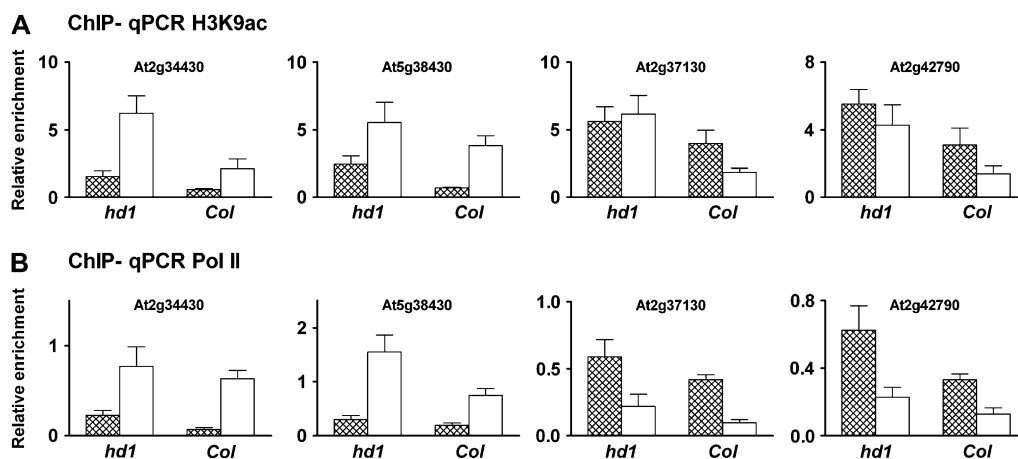 A ChIP- qPCR H3K9ac
Relative enrichment
At2g34430
10
5
0
hd1 Col
At5g38430
10
5
0
hd1 Col
At2g37130
10
5
0
hd1 Col
At2g42790
8
4
0
hd1 Col
B ChIP- qPCR Pol II
Relative enrichment
At2g34430
1
0
hd1 Col
At5g38430
2
1
0
hd1 Col
At2g37130
1.0
0.5
0.0
hd1 Col
At2g42790
0.8
0.4
0.0
hd1 Col